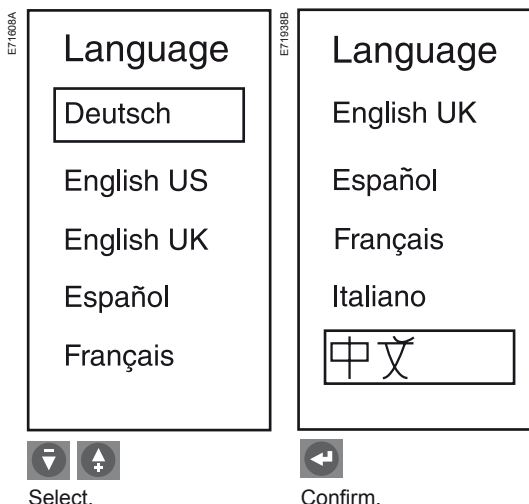 E71608A
Language
Deutsch
English US
English UK
Español
Français
Select.
E71938B
Language
English UK
Español
Français
Italiano
中文
Confirm.